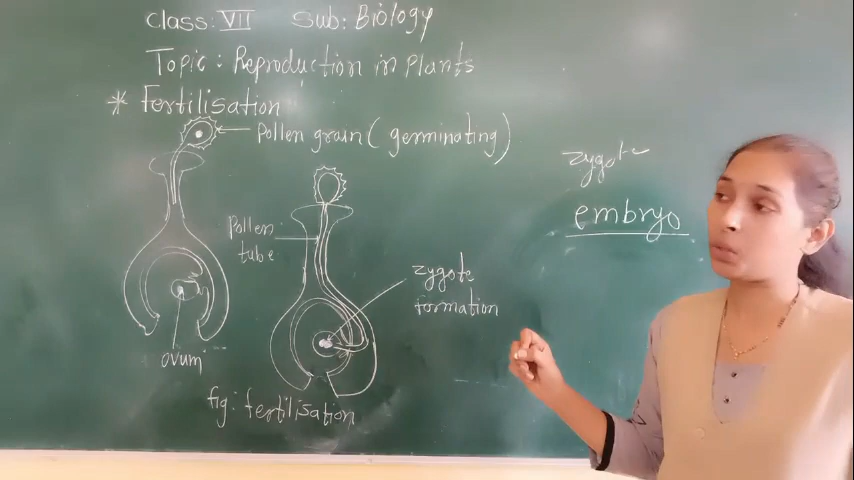 Class: VII Sub: Biology
Topic: Reproduction in Plants
* Fertilisation
Pollen grain (germinating)
Pollen tube
ovum
zygote formation
fig: fertilisation
zygote
embryo